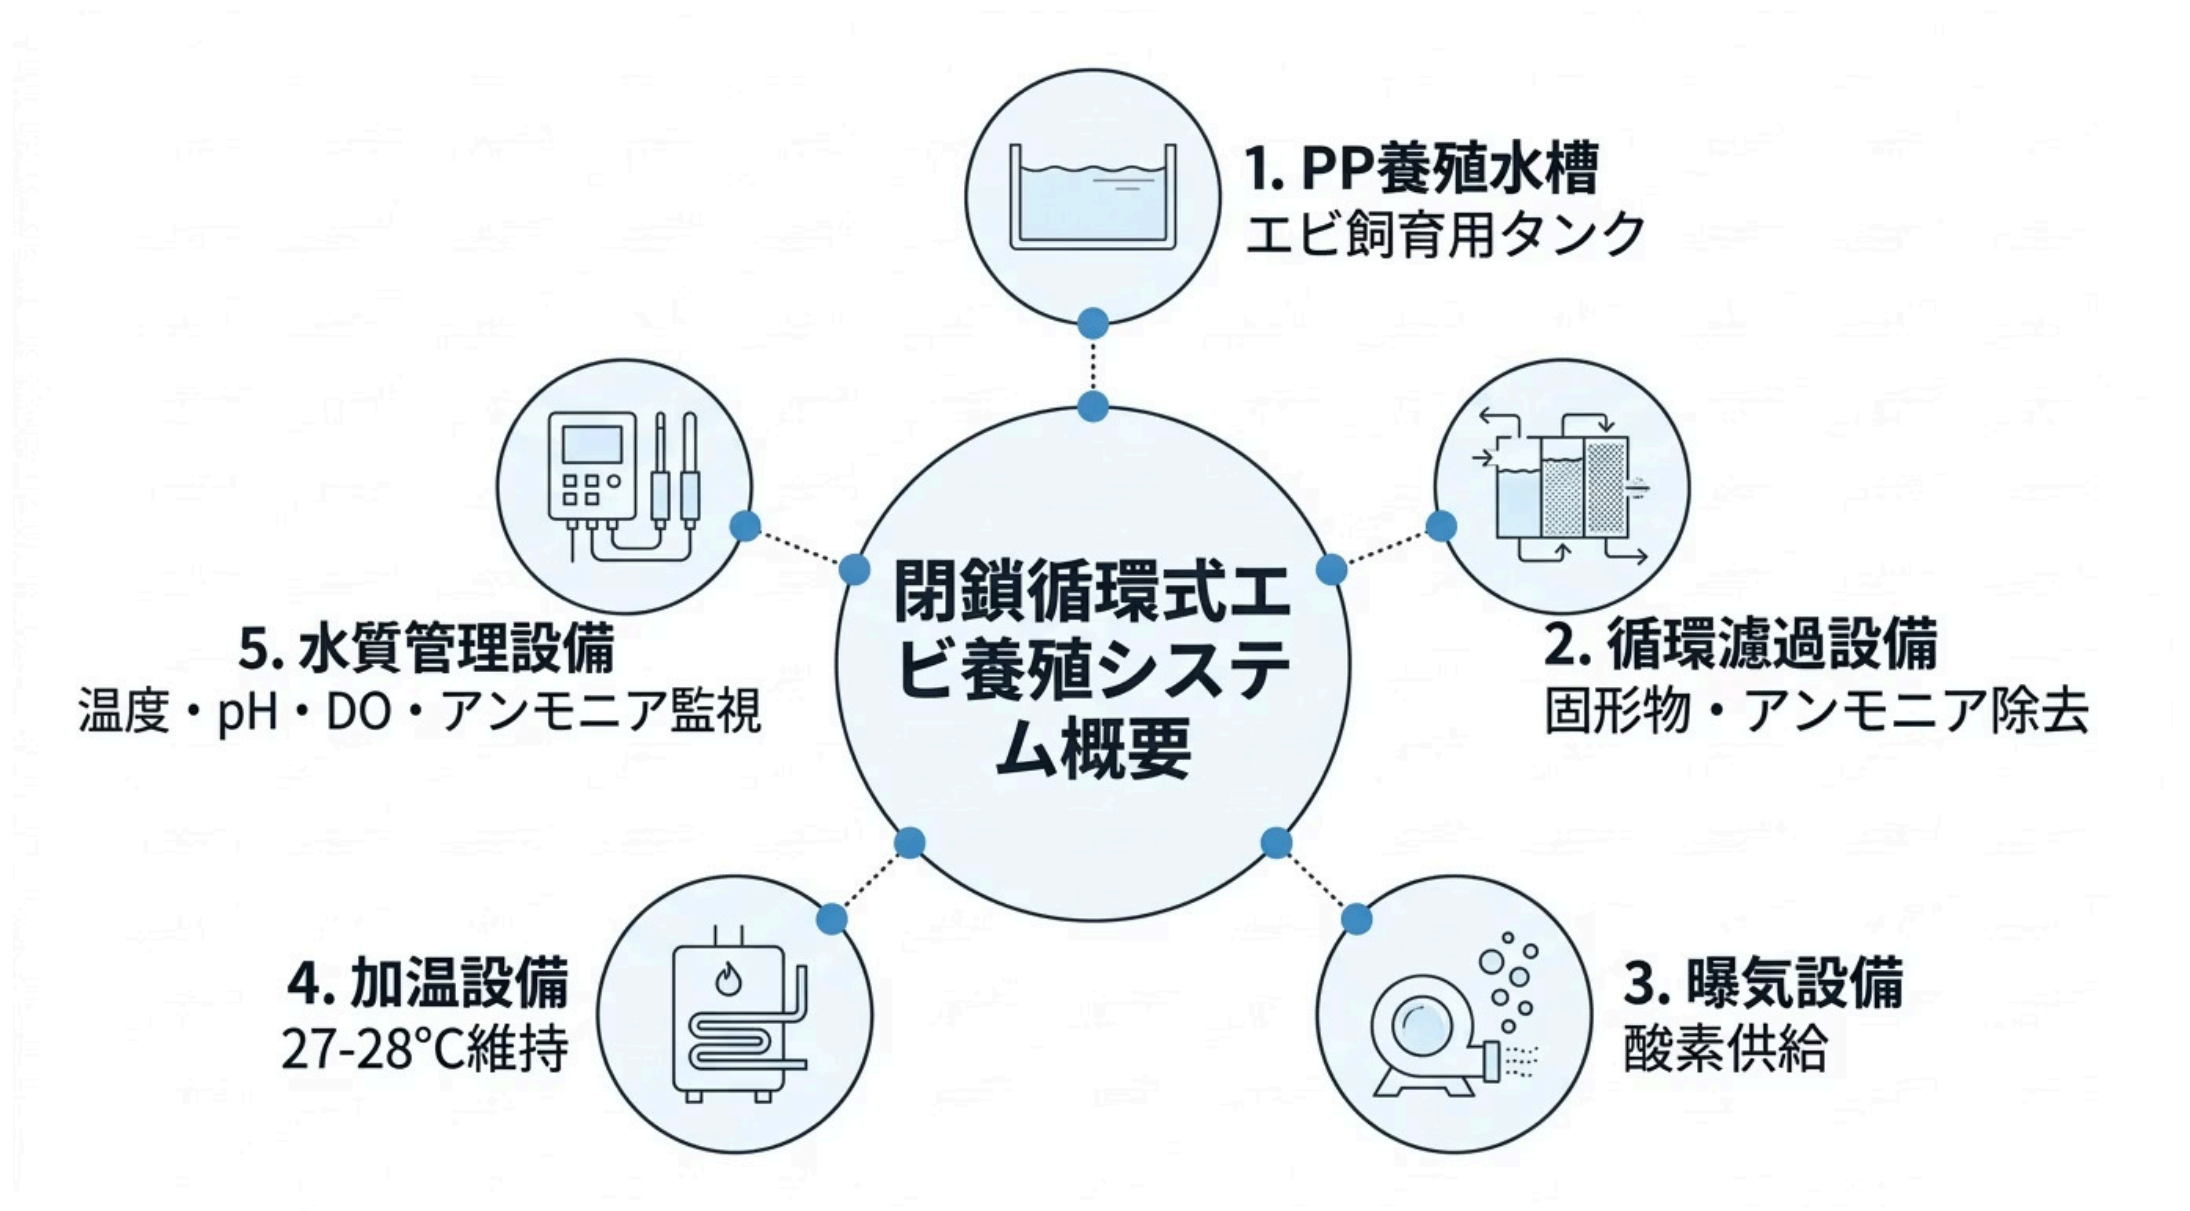 1. PP養殖水槽
エビ飼育用タンク
2. 循環濾過設備
固形物・アンモニア除去
3. 曝気設備
酸素供給
4. 加温設備
27-28°C維持
5. 水質管理設備
温度・pH・DO・アンモニア監視
閉鎖循環式エ
ビ養殖システ
ム概要